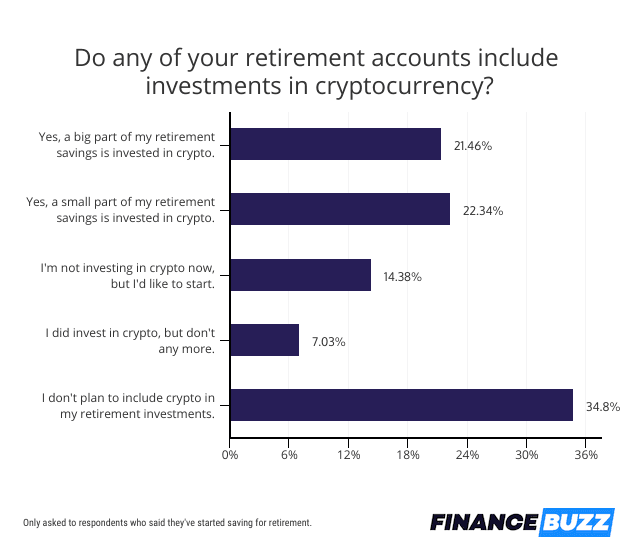 Do any of your retirement accounts include
investments in cryptocurrency?
Yes, a big part of my retirement
savings is invested in crypto.
21.46%
Yes, a small part of my retirement
savings is invested in crypto.
22.34%
I'm not investing in crypto now,
but I'd like to start.
14.38%
I did invest in crypto, but don't
any more.
7.03%
I don't plan to include crypto in
my retirement investments.
34.8%
0% 6% 12% 18% 24% 30% 36%
Only asked to respondents who said they've started saving for retirement.
FINANCEBUZZ